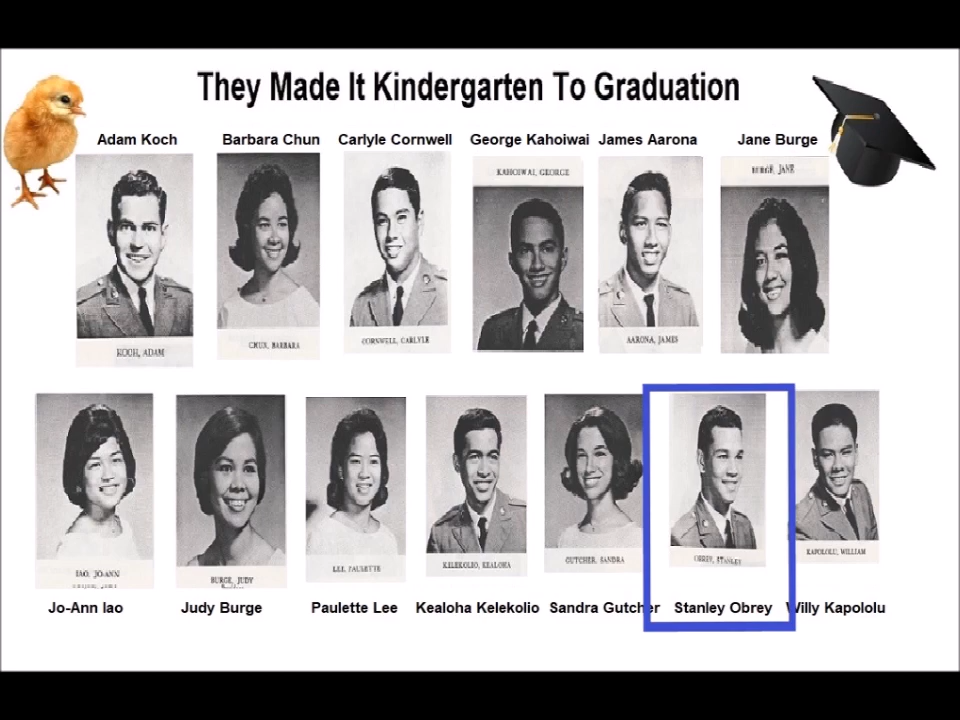 They Made It Kindergarten To Graduation
Adam Koch Barbara Chun Carlyle Cornwell George Kahoiwai James Aarona Jane Burge
KAHOIWAI, GEORGE BURGE, JANE
KOCH, ADAM CHUN, BARBARA CORNWELL, CARLYLE AARONA, JAMES
IAO, JO-ANN BURGE, JUDY LEE, PAULETTE KELEKOLIO, KEALOHA GUTCHER, SANDRA OBREY, STANLEY KAPOLOLU, WILLIAM
Jo-Ann Iao Judy Burge Paulette Lee Kealoha Kelekolio Sandra Gutcher Stanley Obrey Willy Kapololu